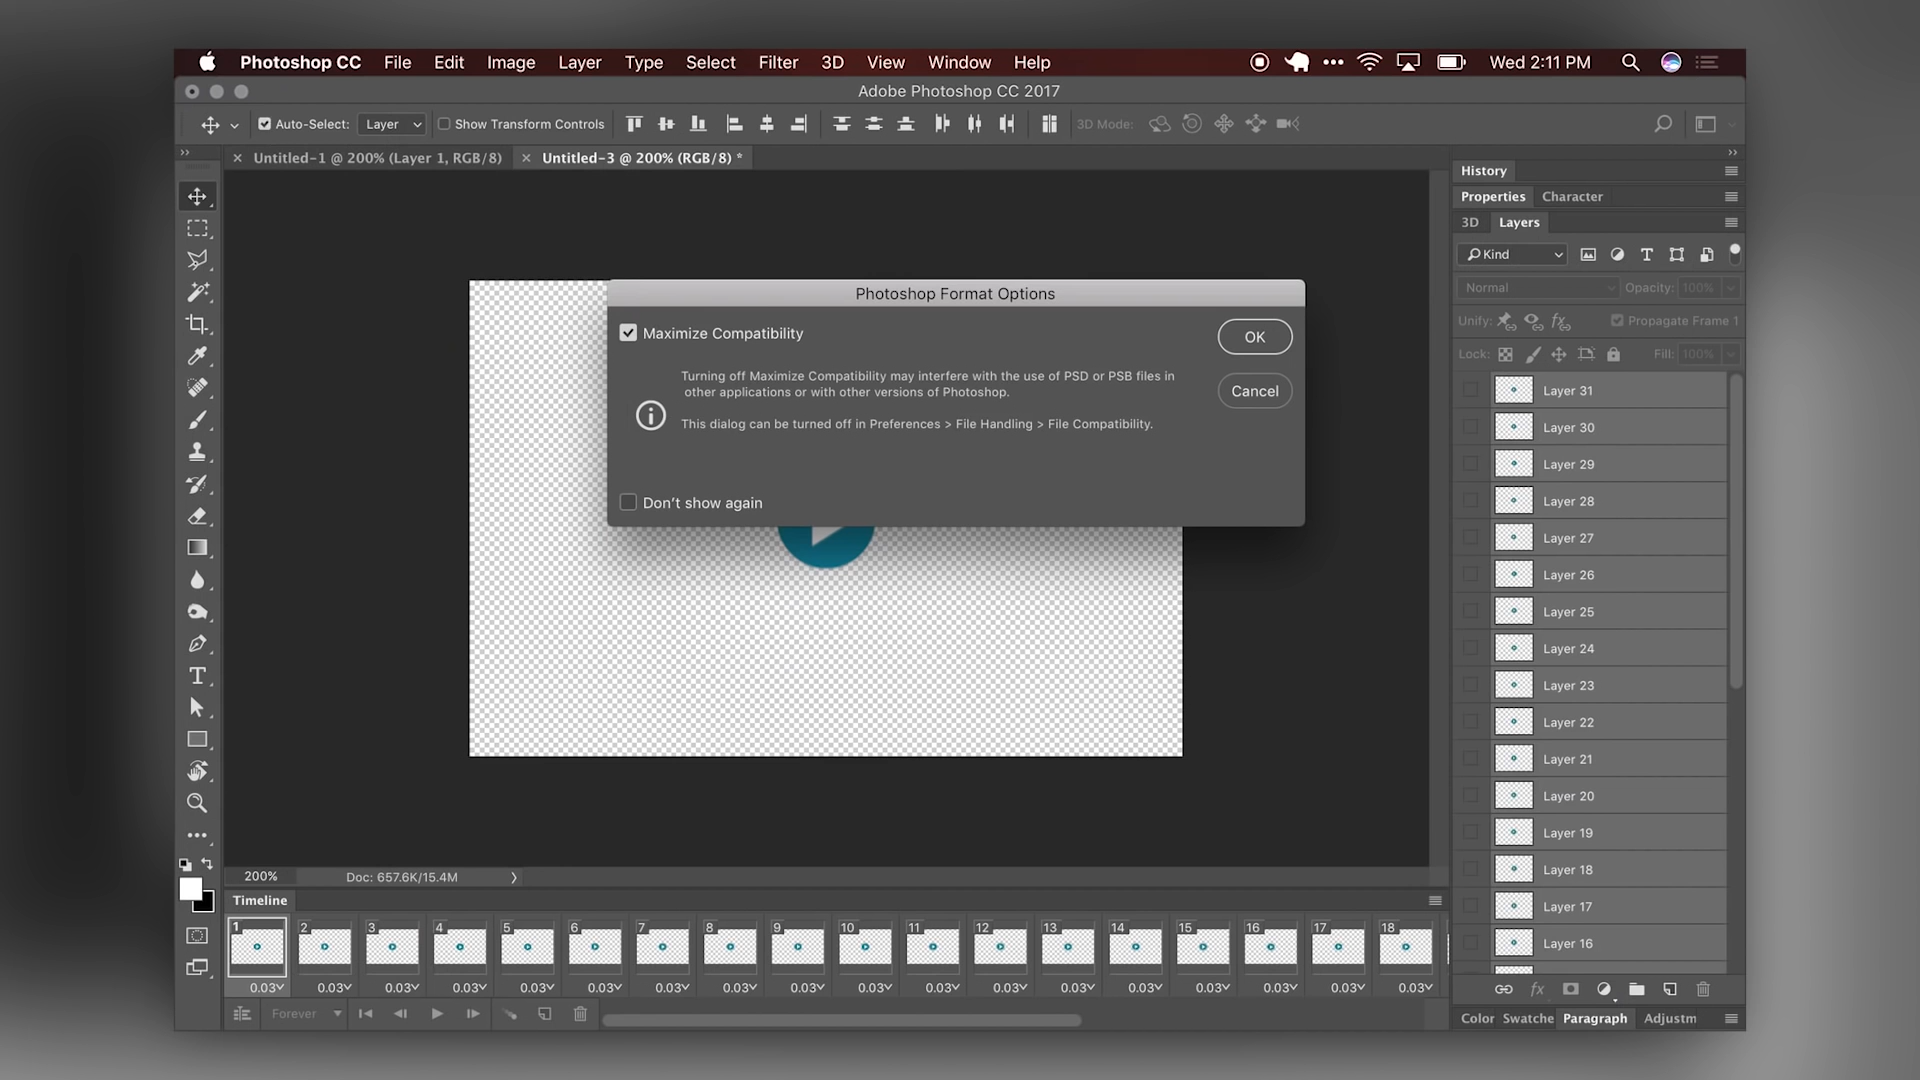 Photoshop CC File Edit Image Layer Type Select Filter 3D View Window Help Wed 2:11 PM
Adobe Photoshop CC 2017
Auto-Select: Layer Show Transform Controls 3D Mode:
Untitled-1 @ 200% (Layer 1, RGB/8) Untitled-3 @ 200% (RGB/8) *
History
Properties Character
3D Layers
Kind
Normal Opacity: 100%
Unify: Propagate Frame 1
Lock: Fill: 100%
Photoshop Format Options
Maximize Compatibility
OK
Turning off Maximize Compatibility may interfere with the use of PSD or PSB files in
other applications or with other versions of Photoshop.
Cancel
This dialog can be turned off in Preferences > File Handling > File Compatibility.
Don't show again
Layer 31
Layer 30
Layer 29
Layer 28
Layer 27
Layer 26
Layer 25
Layer 24
Layer 23
Layer 22
Layer 21
Layer 20
Layer 19
Layer 18
Layer 17
Layer 16
200% Doc: 657.6K/15.4M
Timeline
1 2 3 4 5 6 7 8 9 10 11 12 13 14 15 16 17 18
0.03 0.03 0.03 0.03 0.03 0.03 0.03 0.03 0.03 0.03 0.03 0.03 0.03 0.03 0.03 0.03 0.03 0.03
Forever
Color Swatche Paragraph Adjustm